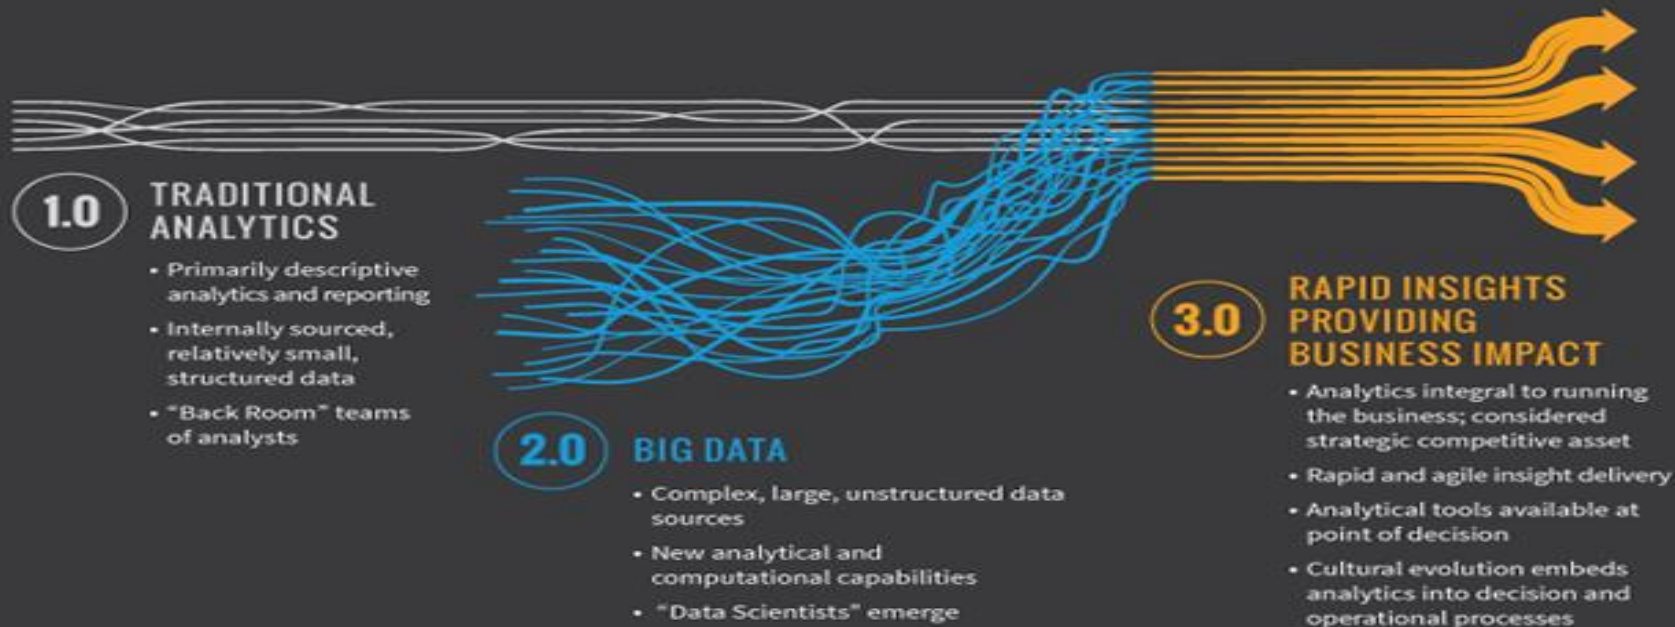 1.0
TRADITIONAL
ANALYTICS
• Primarily descriptive
analytics and reporting
• Internally sourced,
relatively small,
structured data
• “Back Room” teams
of analysts
2.0
BIG DATA
• Complex, large, unstructured data
sources
• New analytical and
computational capabilities
• “Data Scientists” emerge
3.0
RAPID INSIGHTS
PROVIDING
BUSINESS IMPACT
• Analytics integral to running
the business; considered
strategic competitive asset
• Rapid and agile insight delivery
• Analytical tools available at
point of decision
• Cultural evolution embeds
analytics into decision and
operational processes